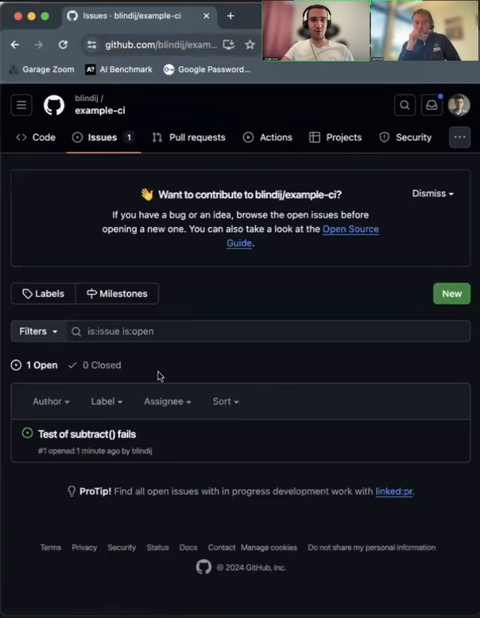 Issues · blindij/example-ci
github.com/blindij/exam...
Garage Zoom
A? AI Benchmark
Google Password...
blindij /
example-ci
Code
Issues 1
Pull requests
Actions
Projects
Security
Want to contribute to blindij/example-ci?
Dismiss
If you have a bug or an idea, browse the open issues before
opening a new one. You can also take a look at the Open Source
Guide.
Labels
Milestones
New
Filters
is:issue is:open
1 Open
0 Closed
Author
Label
Assignee
Sort
Test of subtract() fails
#1 opened 1 minute ago by blindij
ProTip! Find all open issues with in progress development work with linked:pr.
Terms
Privacy
Security
Status
Docs
Contact
Manage cookies
Do not share my personal information
© 2024 GitHub, Inc.